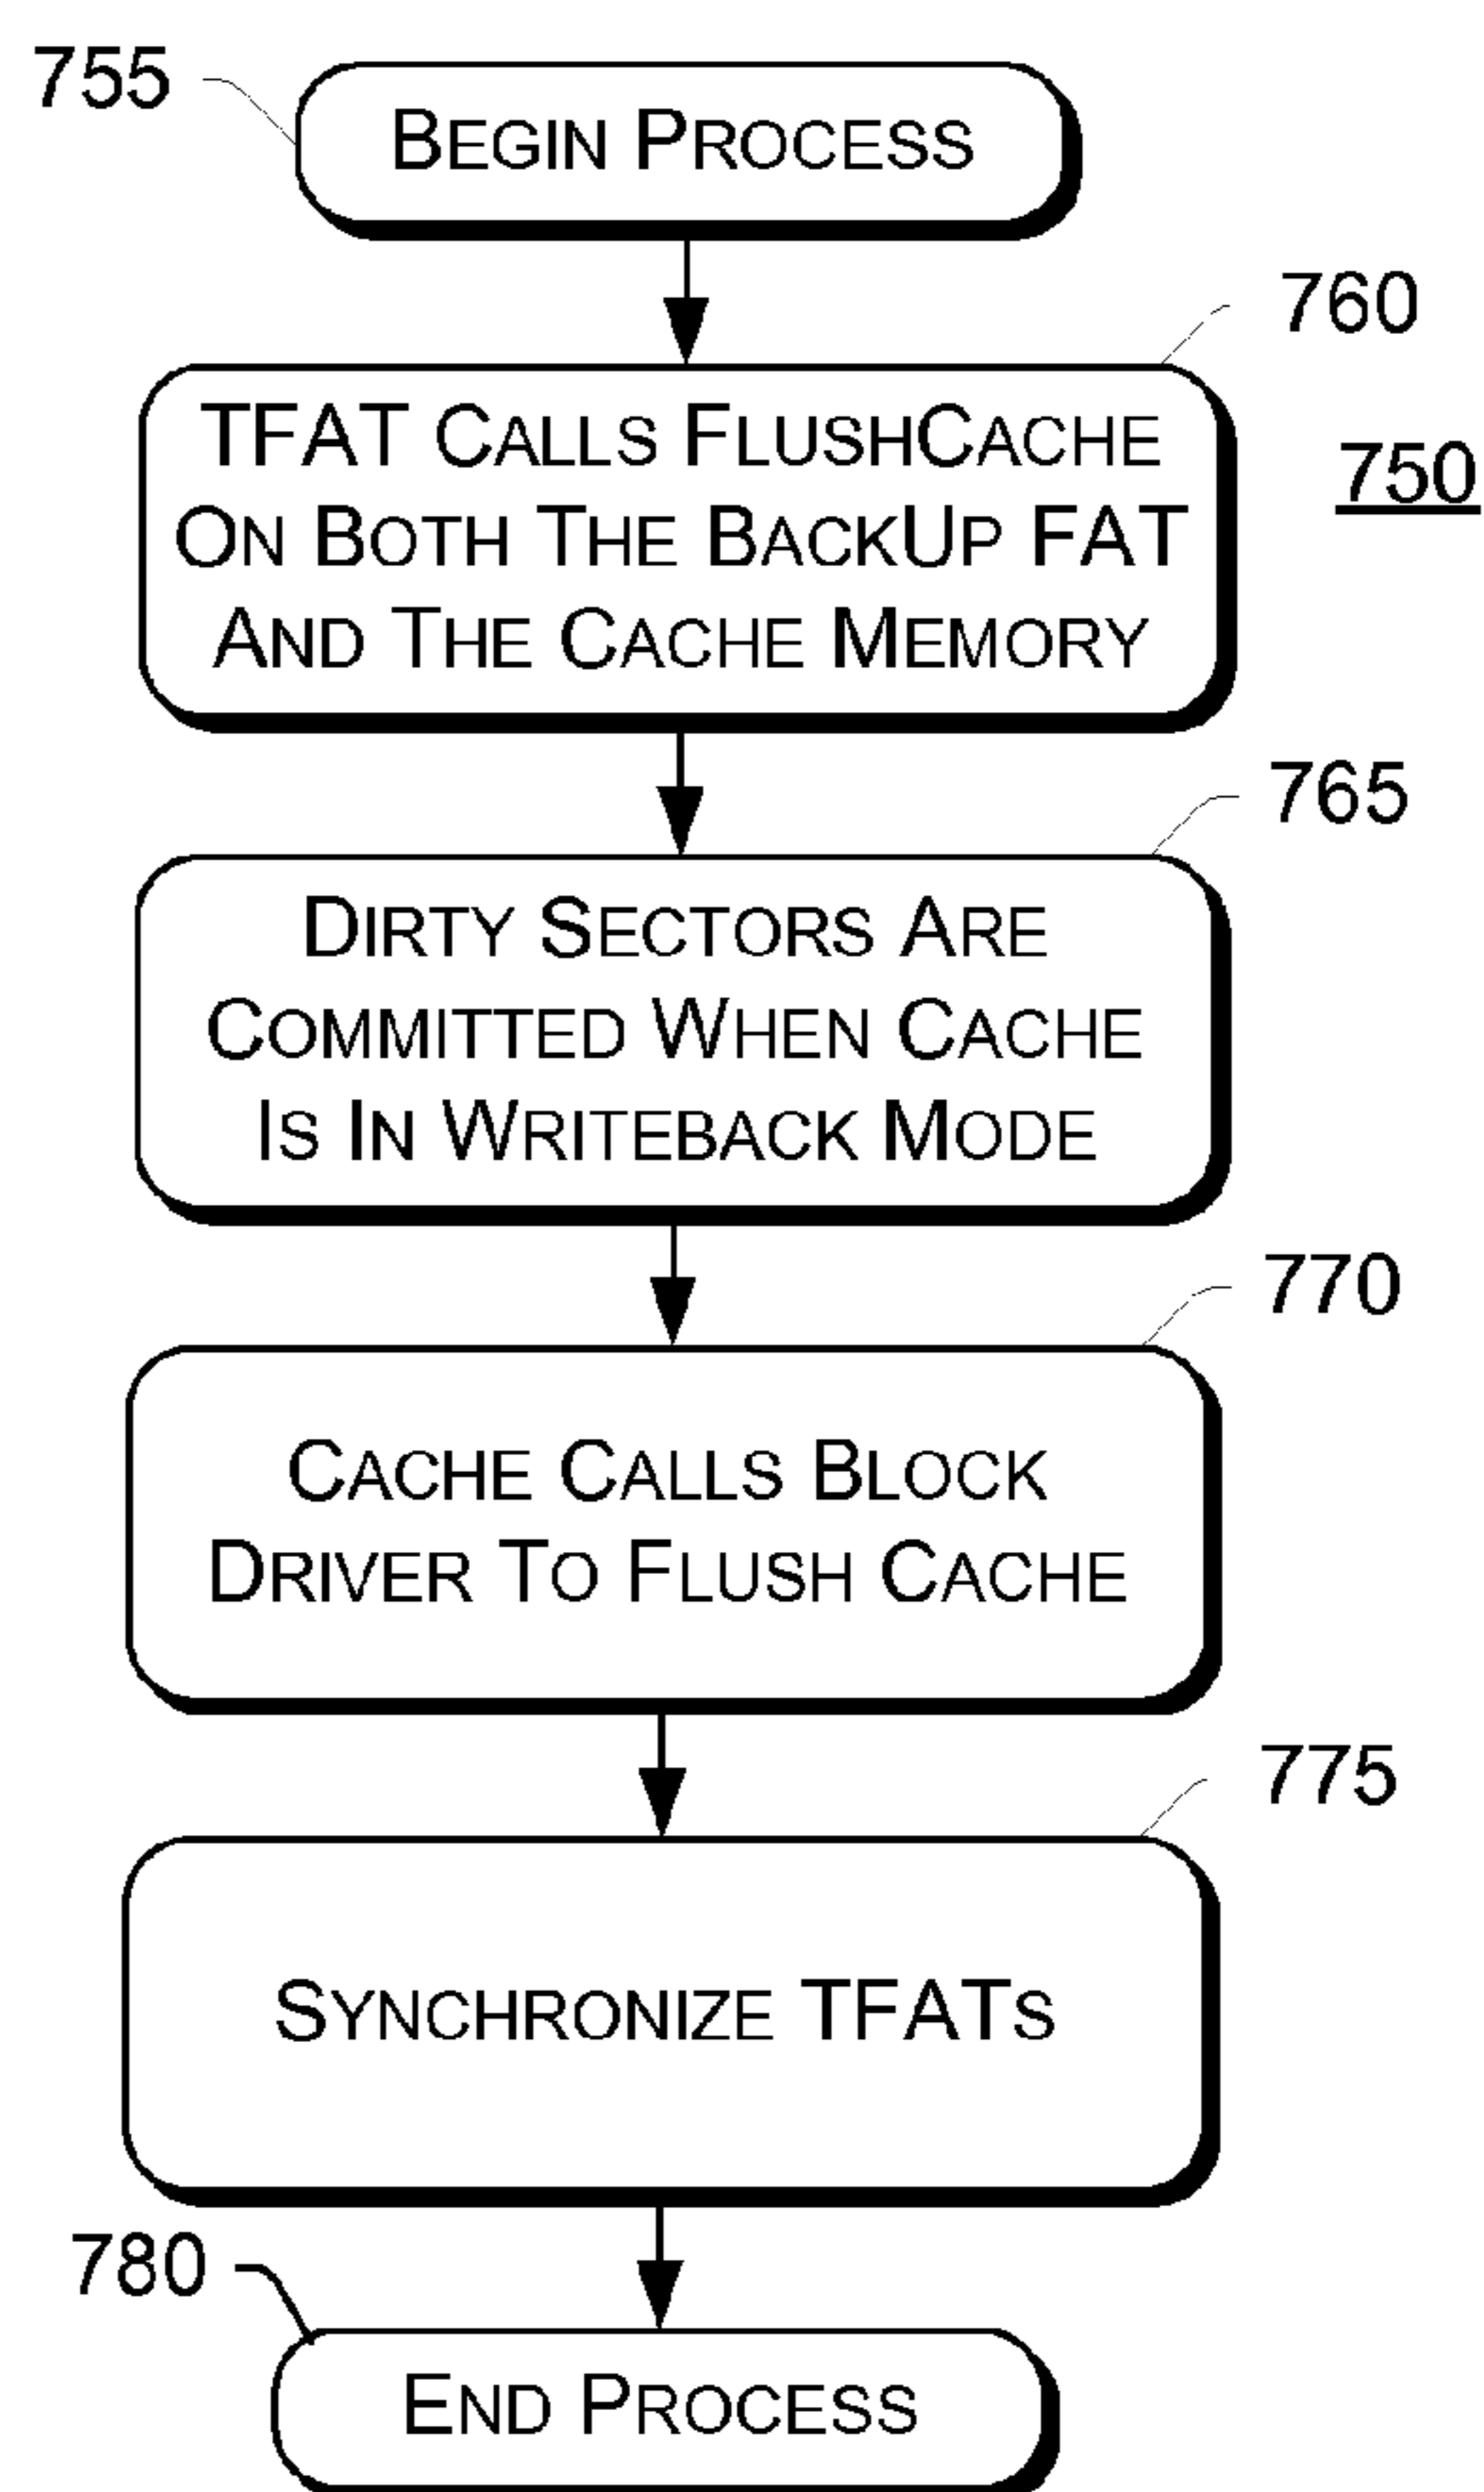 755
BEGIN PROCESS
760
TFAT CALLS FLUSHCACHE
ON BOTH THE BACKUP FAT
AND THE CACHE MEMORY
750
765
DIRTY SECTORS ARE
COMMITTED WHEN CACHE
IS IN WRITEBACK MODE
770
CACHE CALLS BLOCK
DRIVER TO FLUSH CACHE
775
SYNCHRONIZE TFATS
780
END PROCESS